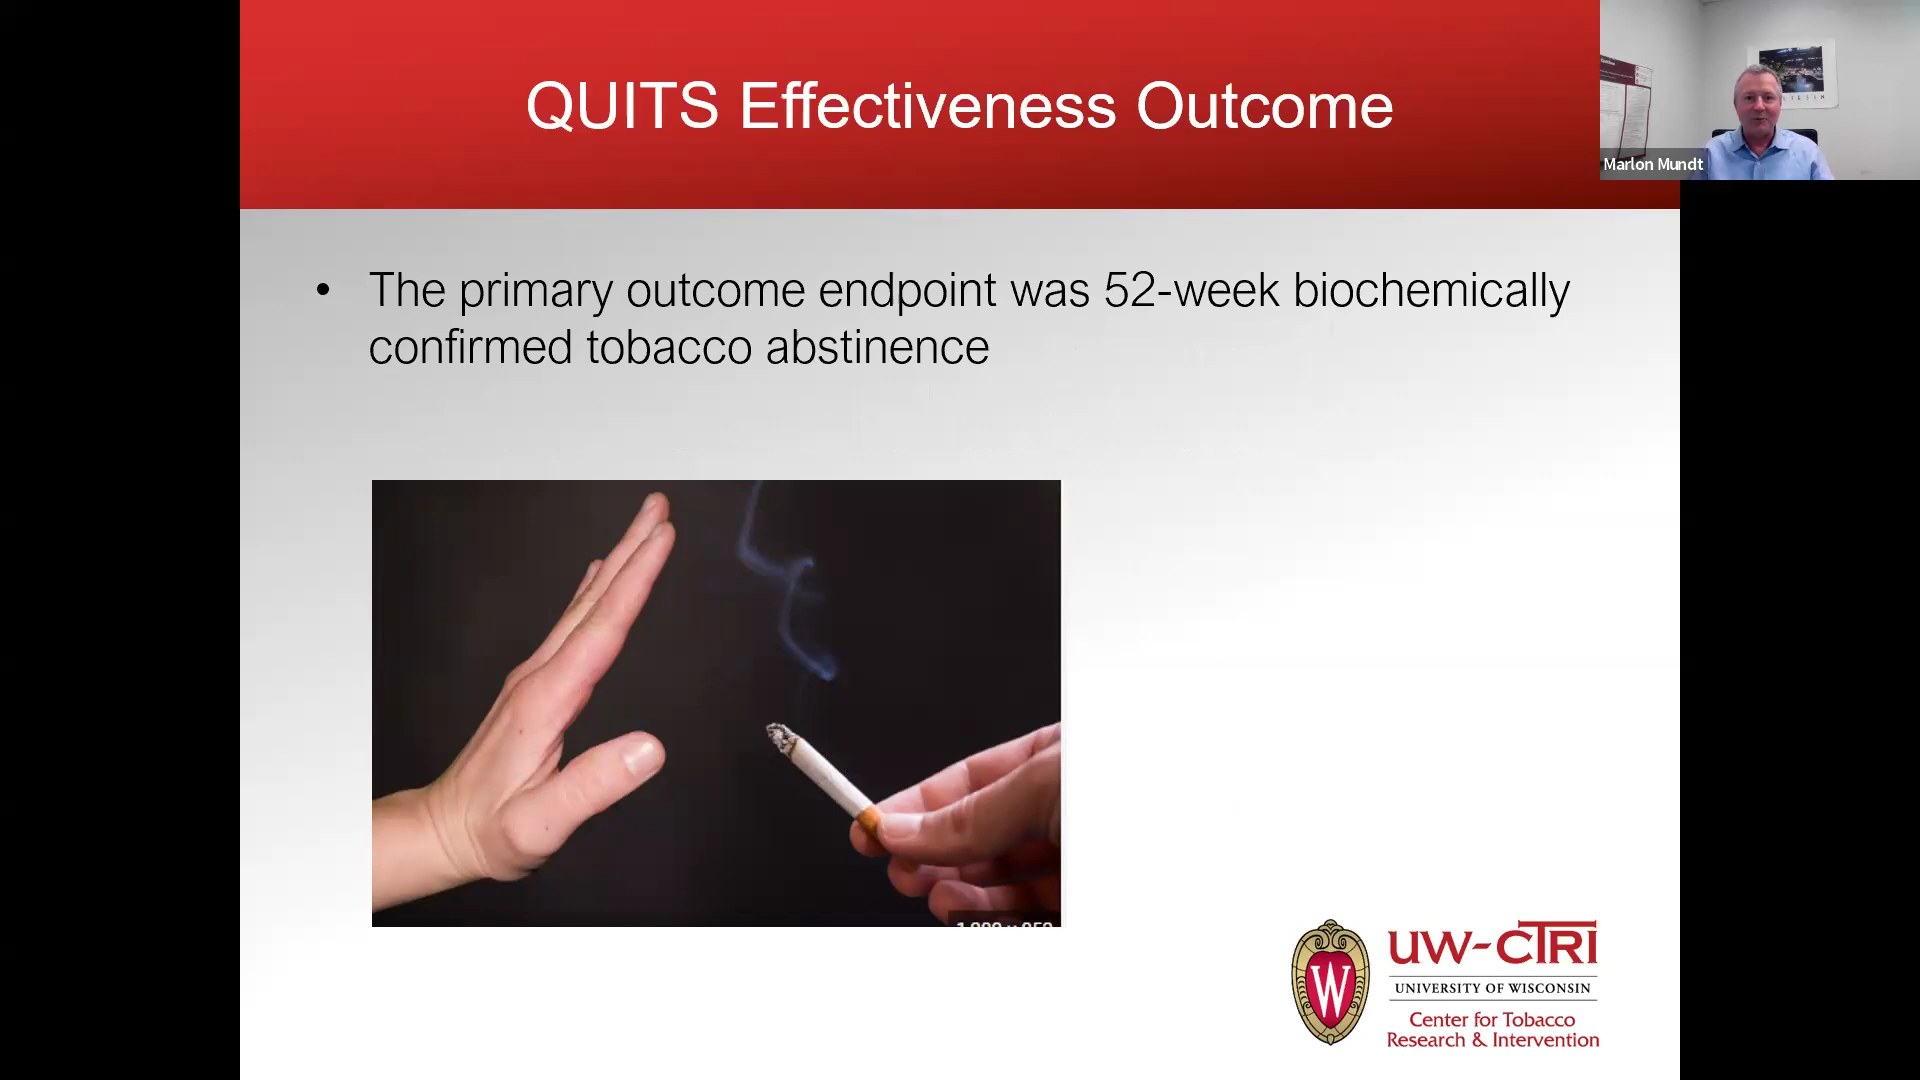 QUITS Effectiveness Outcome
Marlon Mundt
• The primary outcome endpoint was 52-week biochemically
confirmed tobacco abstinence
W
UW-CTRI
UNIVERSITY OF WISCONSIN
Center for Tobacco
Research & Intervention